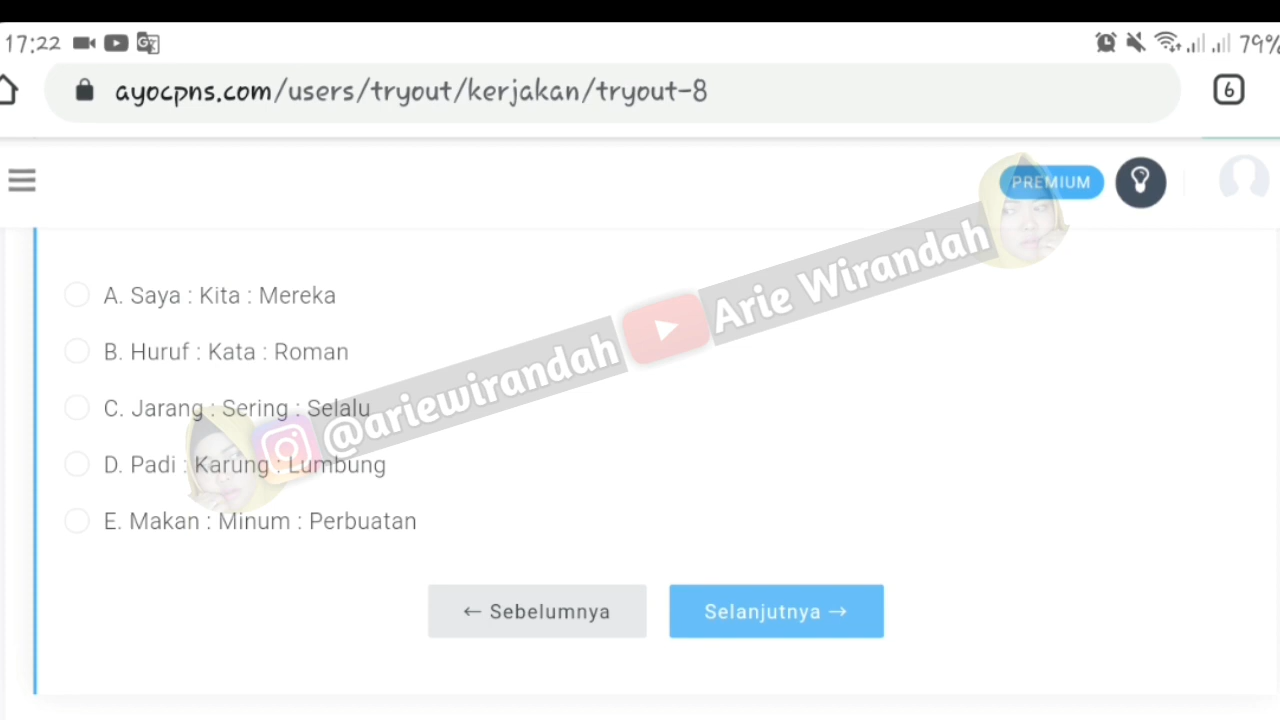 17:22 79%
ayocpns.com/users/tryout/kerjakan/tryout-8
6
PREMIUM
Arie Wirandah
@ariewirandah
A. Saya : Kita : Mereka
B. Huruf : Kata : Roman
C. Jarang : Sering : Selalu
D. Padi : Karung : Lumbung
E. Makan : Minum : Perbuatan
← Sebelumnya
Selanjutnya →